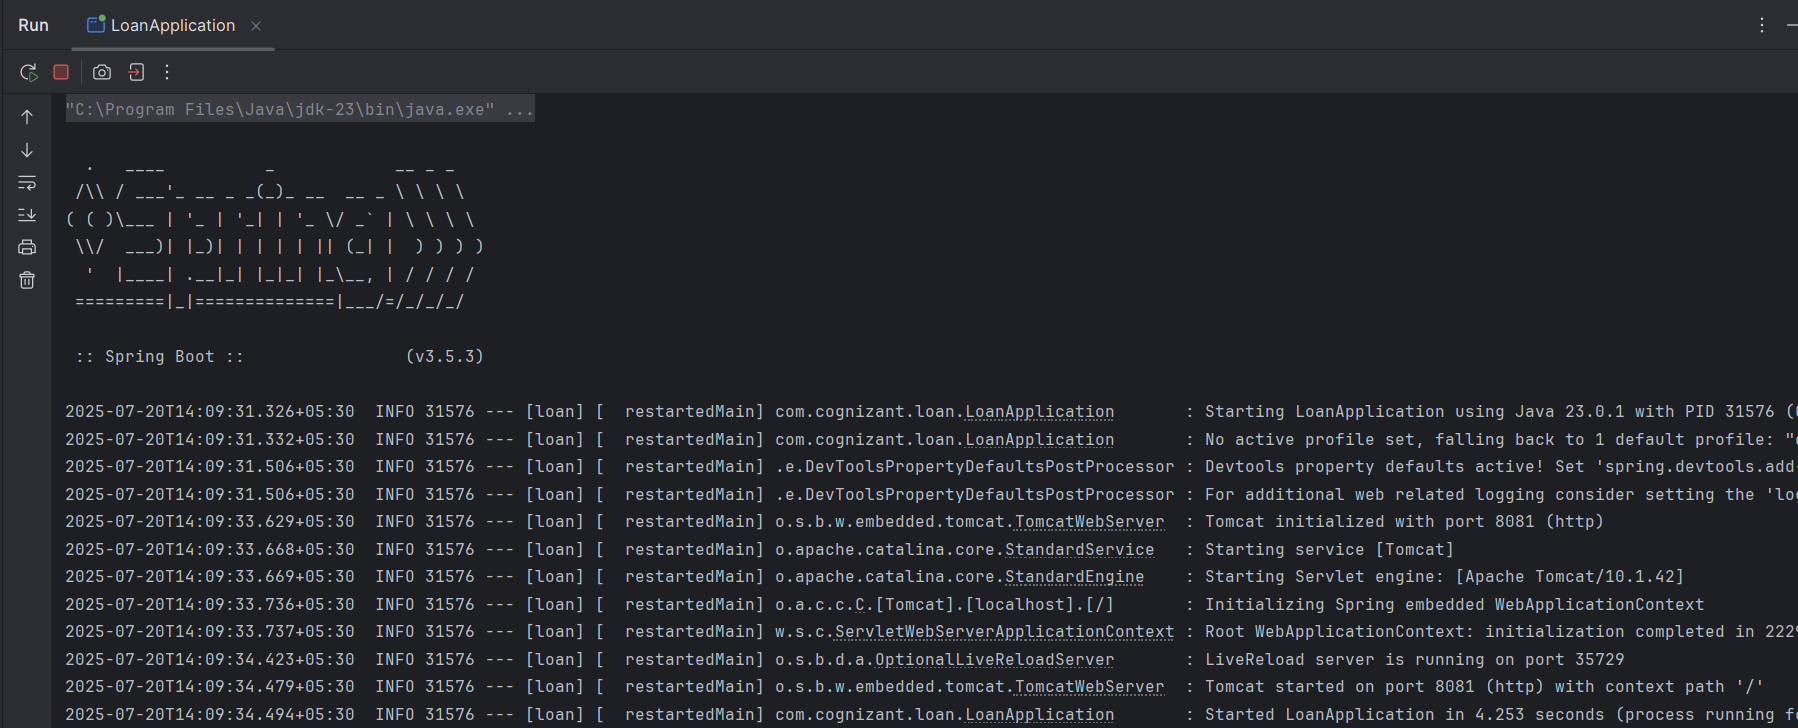 Run LoanApplication
"C:\Program Files\Java\jdk-23\bin\java.exe" ...
  .   ____          _            __ _ _
 /\\ / ___'_ __ _ _(_)_ __  __ _ \ \ \ \
( ( )\___ | '_ | '_| | '_ \/ _` | \ \ \ \
 \\/  ___)| |_)| | | | | || (_| |  ) ) ) )
  '  |____| .__|_| |_|_| |_\__, | / / / /
 =========|_|==============|___/=/_/_/_/
 :: Spring Boot ::                (v3.5.3)
2025-07-20T14:09:31.326+05:30  INFO 31576 --- [loan] [  restartedMain] com.cognizant.loan.LoanApplication       : Starting LoanApplication using Java 23.0.1 with PID 31576
2025-07-20T14:09:31.332+05:30  INFO 31576 --- [loan] [  restartedMain] com.cognizant.loan.LoanApplication       : No active profile set, falling back to 1 default profile:
2025-07-20T14:09:31.506+05:30  INFO 31576 --- [loan] [  restartedMain] .e.DevToolsPropertyDefaultsPostProcessor : Devtools property defaults active! Set 'spring.devtools.add-
2025-07-20T14:09:31.506+05:30  INFO 31576 --- [loan] [  restartedMain] .e.DevToolsPropertyDefaultsPostProcessor : For additional web related logging consider setting the
2025-07-20T14:09:33.629+05:30  INFO 31576 --- [loan] [  restartedMain] o.s.b.w.embedded.tomcat.TomcatWebServer  : Tomcat initialized with port 8081 (http)
2025-07-20T14:09:33.668+05:30  INFO 31576 --- [loan] [  restartedMain] o.apache.catalina.core.StandardService   : Starting service [Tomcat]
2025-07-20T14:09:33.669+05:30  INFO 31576 --- [loan] [  restartedMain] o.apache.catalina.core.StandardEngine    : Starting Servlet engine: [Apache Tomcat/10.1.42]
2025-07-20T14:09:33.736+05:30  INFO 31576 --- [loan] [  restartedMain] o.a.c.c.C.[Tomcat].[localhost].[/]       : Initializing Spring embedded WebApplicationContext
2025-07-20T14:09:33.737+05:30  INFO 31576 --- [loan] [  restartedMain] w.s.c.ServletWebServerApplicationContext : Root WebApplicationContext: initialization completed in 2229
2025-07-20T14:09:34.423+05:30  INFO 31576 --- [loan] [  restartedMain] o.s.b.d.a.OptionalLiveReloadServer       : LiveReload server is running on port 35729
2025-07-20T14:09:34.479+05:30  INFO 31576 --- [loan] [  restartedMain] o.s.b.w.embedded.tomcat.TomcatWebServer  : Tomcat started on port 8081 (http) with context path '/'
2025-07-20T14:09:34.494+05:30  INFO 31576 --- [loan] [  restartedMain] com.cognizant.loan.LoanApplication       : Started LoanApplication in 4.253 seconds (process running